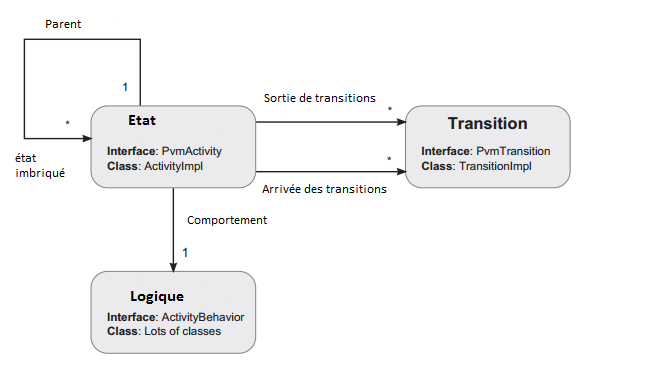 Parent
1
*
état
imbriqué
Etat
Interface: PvmActivity
Class: ActivityImpl
Sortie de transitions
*
*
Arrivée des transitions
Transition
Interface: PvmTransition
Class: TransitionImpl
Comportement
1
Logique
Interface: ActivityBehavior
Class: Lots of classes